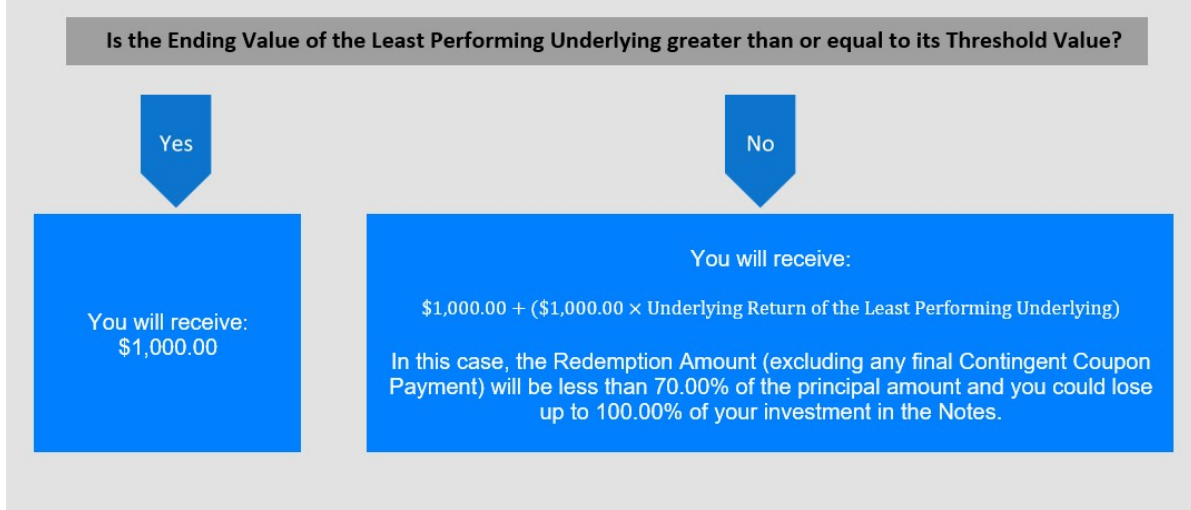 Is the Ending Value of the Least Performing Underlying greater than or equal to its Threshold Value?
Yes
No
You will receive:
$1,000.00
You will receive:
$1,000.00 + ($1,000.00 × Underlying Return of the Least Performing Underlying)
In this case, the Redemption Amount (excluding any final Contingent Coupon
Payment) will be less than 70.00% of the principal amount and you could lose
up to 100.00% of your investment in the Notes.